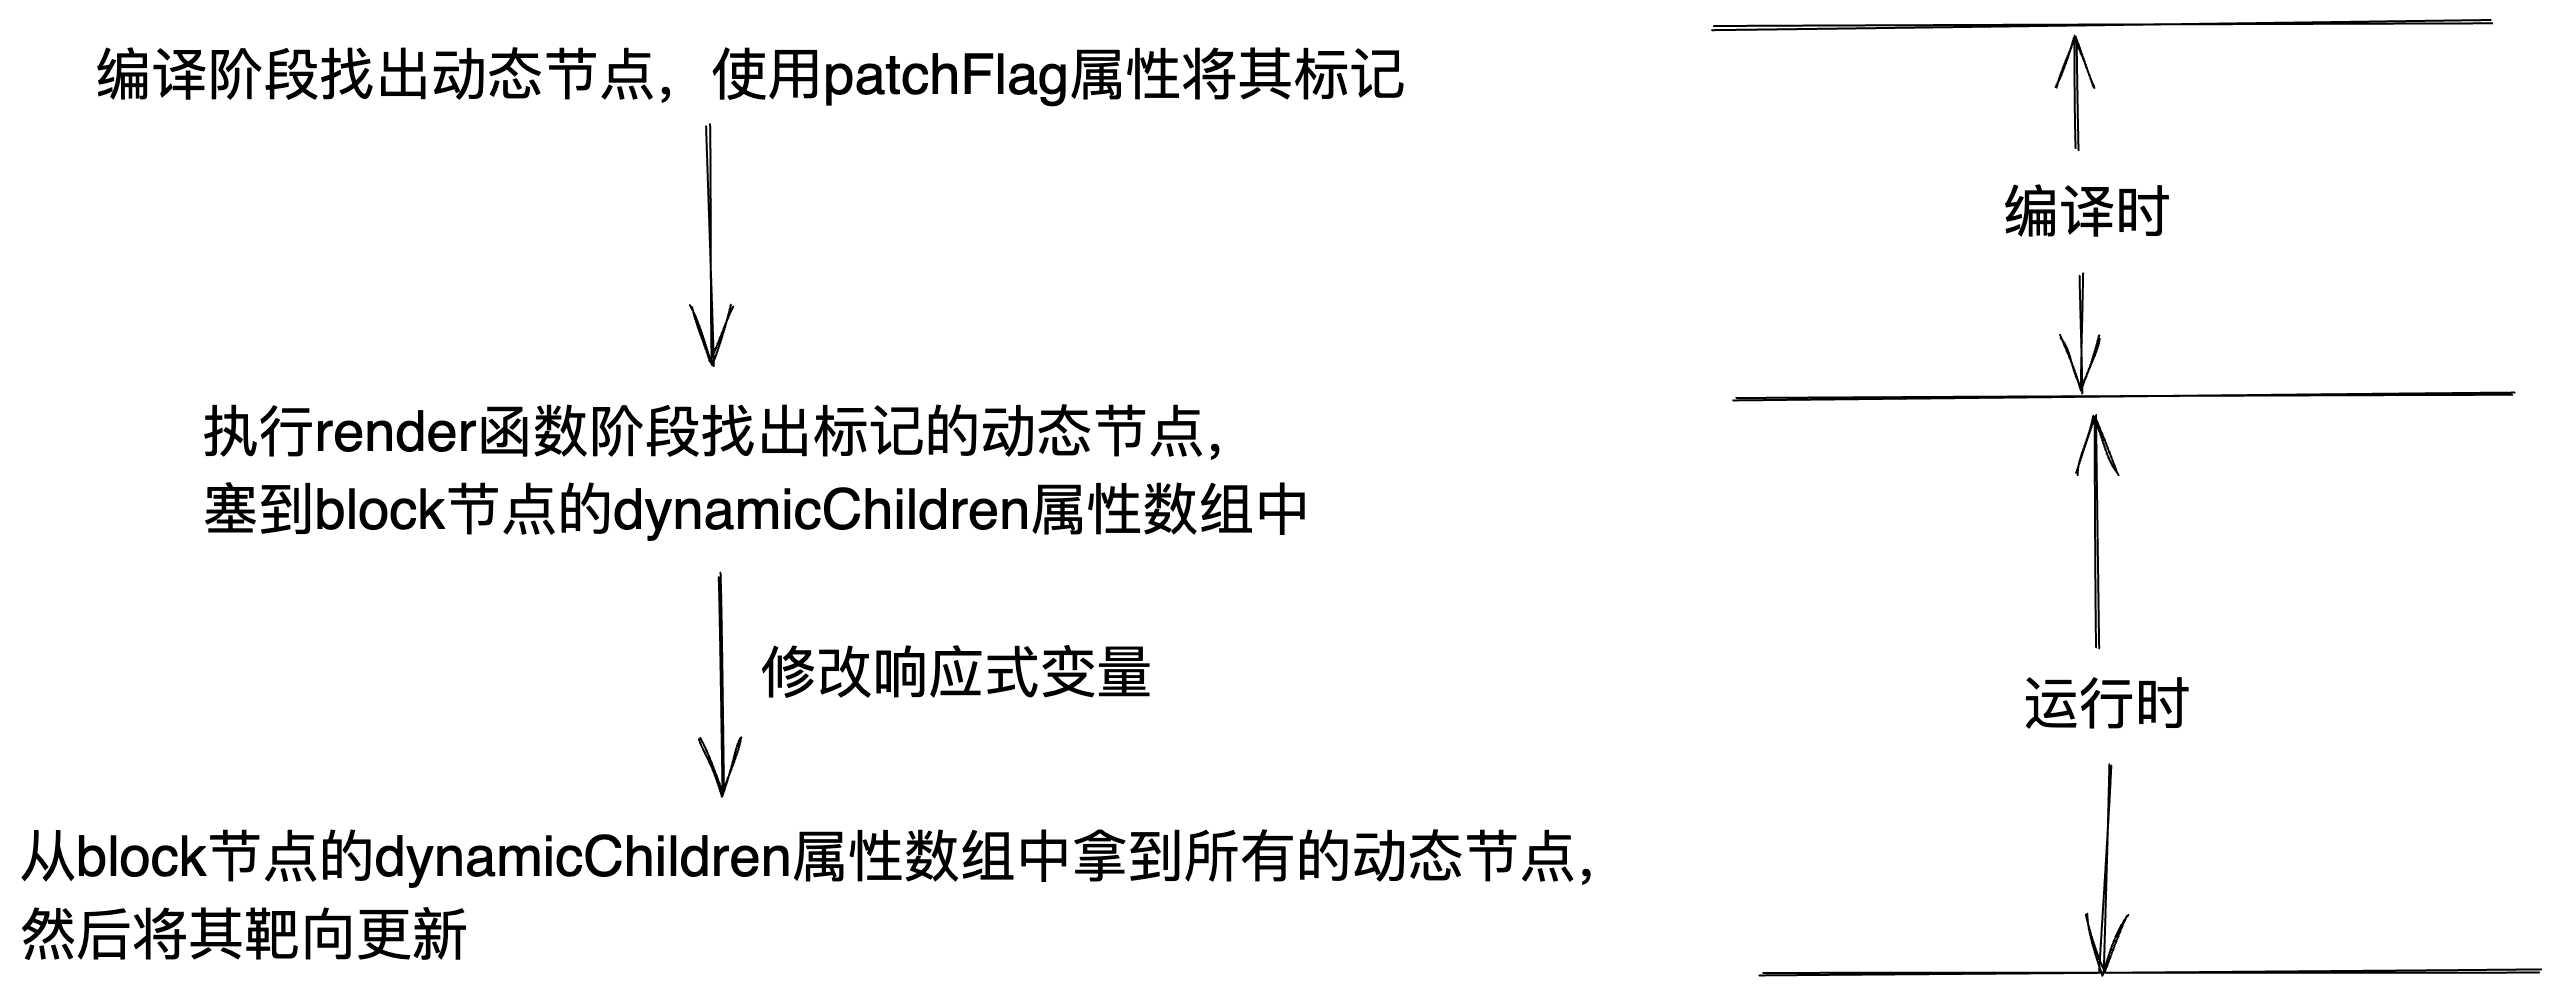 编译阶段找出动态节点，使用patchFlag属性将其标记
编译时
执行render函数阶段找出标记的动态节点，
塞到block节点的dynamicChildren属性数组中
修改响应式变量
运行时
从block节点的dynamicChildren属性数组中拿到所有的动态节点，
然后将其靶向更新